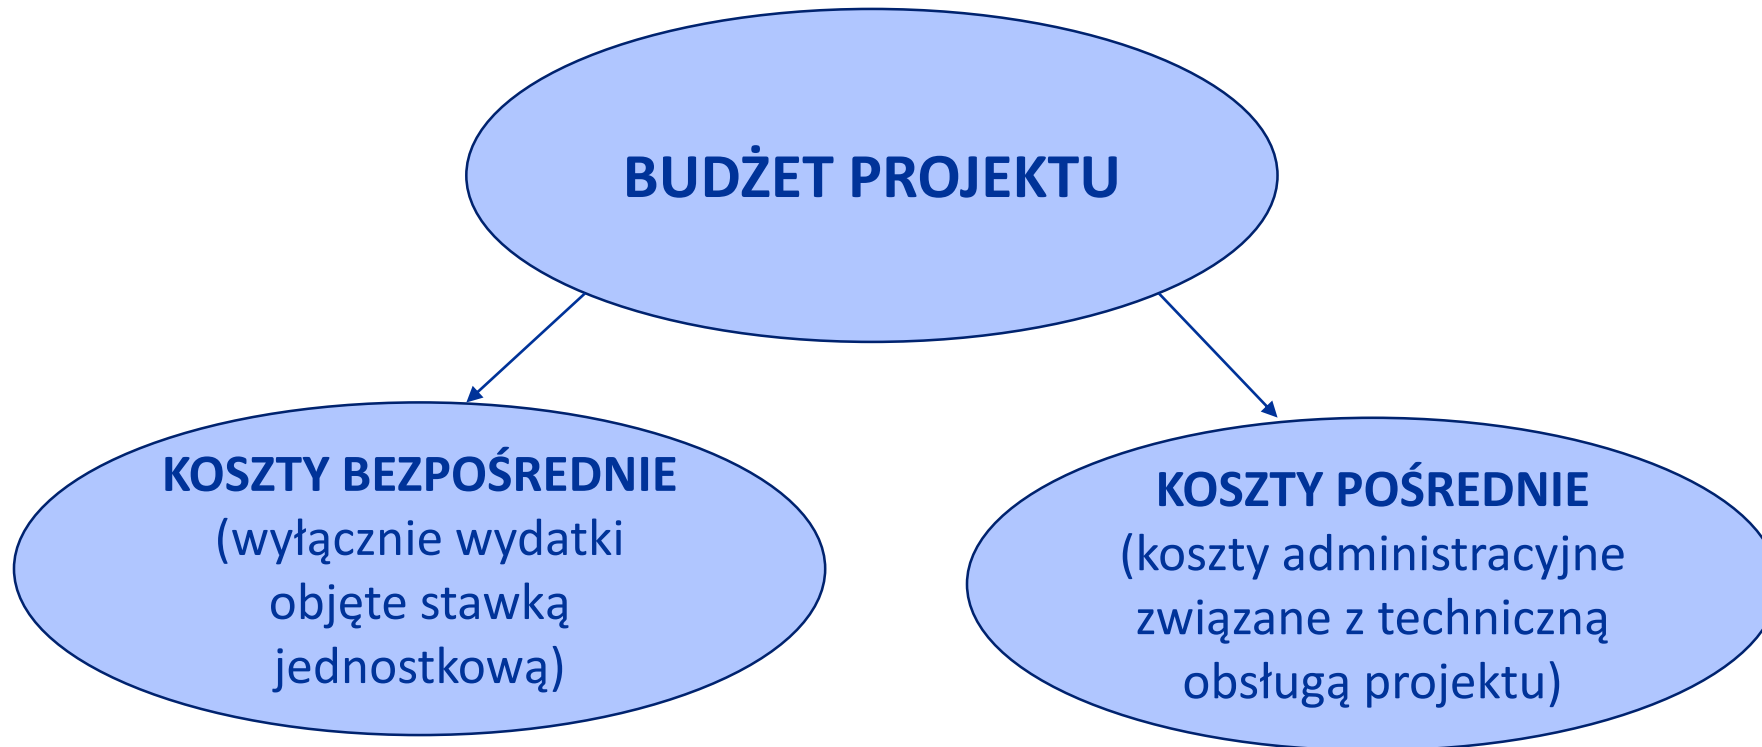 BUDŻET PROJEKTU
KOSZTY BEZPOŚREDNIE
(wyłącznie wydatki
objęte stawką
jednostkową)
KOSZTY POŚREDNIE
(koszty administracyjne
związane z techniczną
obsługą projektu)